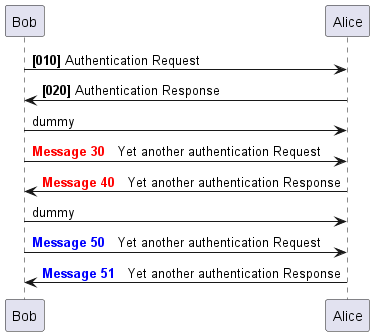 Bob Alice
[010] Authentication Request
[020] Authentication Response
dummy
Message 30 Yet another authentication Request
Message 40 Yet another authentication Response
dummy
Message 50 Yet another authentication Request
Message 51 Yet another authentication Response
Bob Alice